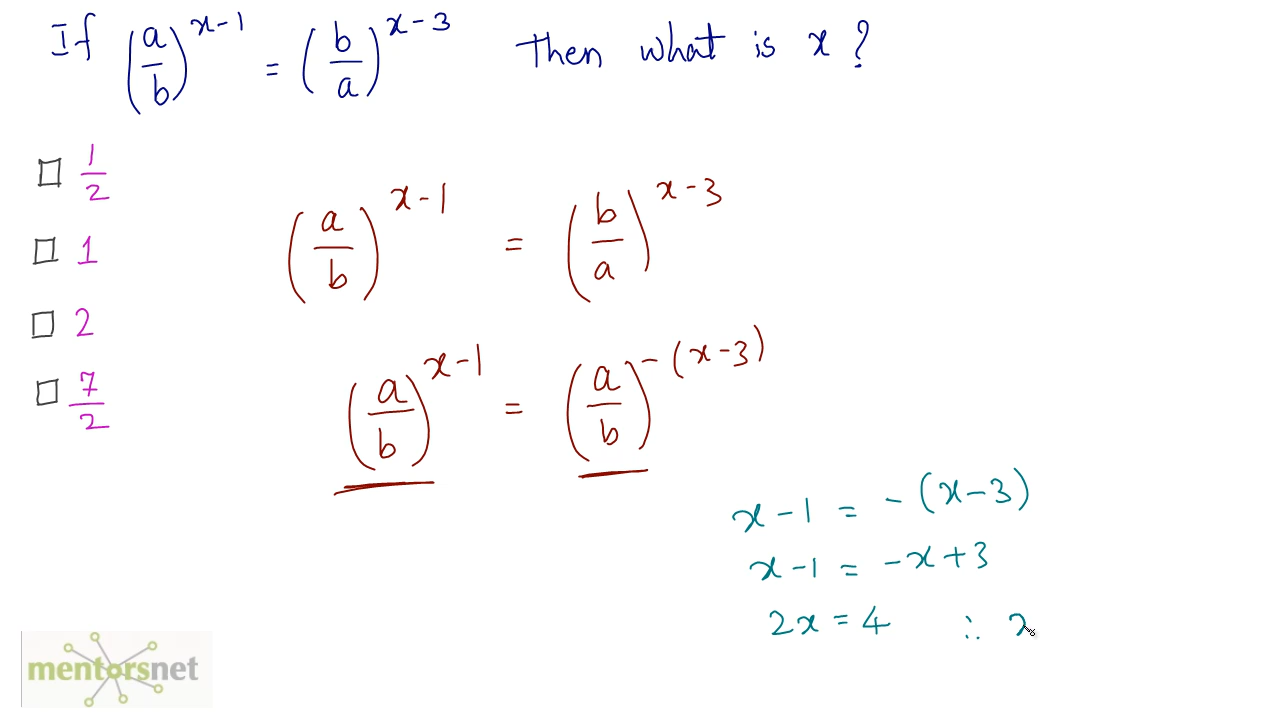 If (a/b)^(x-1) = (b/a)^(x-3) Then what is x?
☐ 1/2
☐ 1
☐ 2
☐ 7/2
(a/b)^(x-1) = (b/a)^(x-3)
(a/b)^(x-1) = (a/b)^(-(x-3))
x-1 = -(x-3)
x-1 = -x+3
2x = 4 ∴ x
mentorsnet